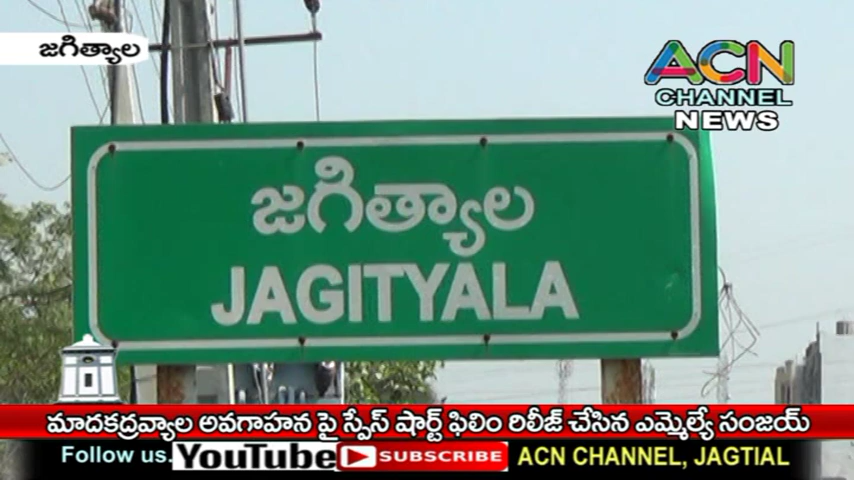 జగిత్యాల
ACN
CHANNEL
NEWS
జగిత్యాల
JAGITYALA
మాదకద్రవ్యాల అవగాహన పై స్పేస్ షార్ట్ ఫిలిం రిలీజ్ చేసిన ఎమ్మెల్యే సంజయ్
Follow us. YouTube SUBSCRIBE ACN CHANNEL, JAGTIAL